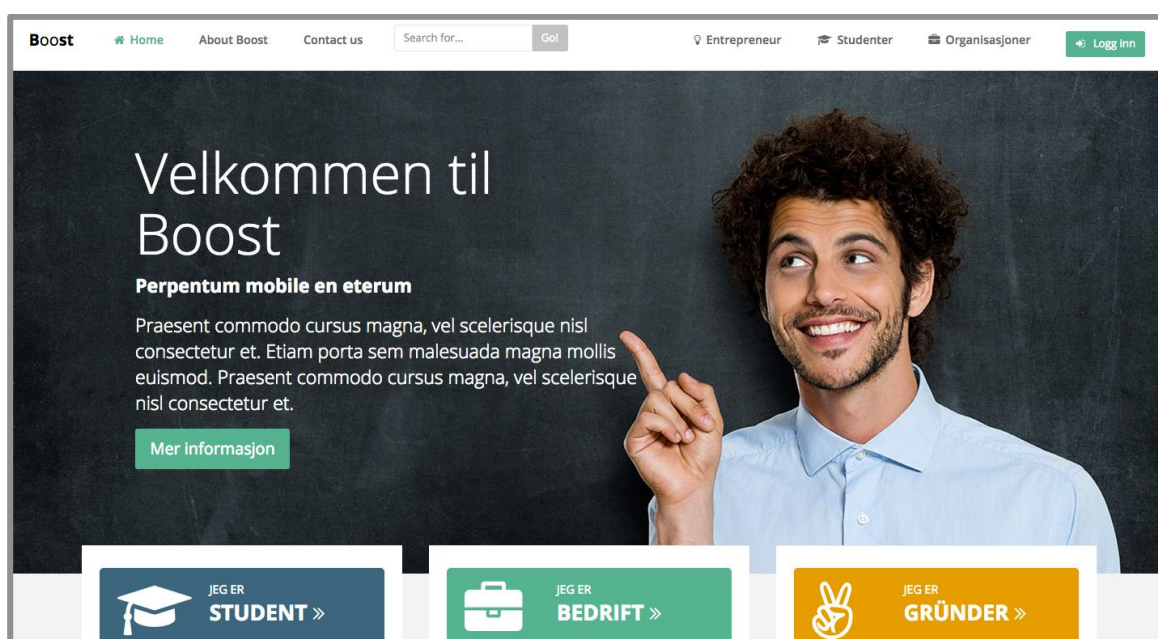 Boost Home About Boost Contact us Search for... Go! Entrepreneur Studenter Organisasjoner Logg inn
Velkommen til
Boost
Perpentum mobile en eterum
Praesent commodo cursus magna, vel scelerisque nisl
consectetur et. Etiam porta sem malesuada magna mollis
euismod. Praesent commodo cursus magna, vel scelerisque
nisl consectetur et.
Mer informasjon
JEG ER
STUDENT »
JEG ER
BEDRIFT »
JEG ER
GRÜNDER »